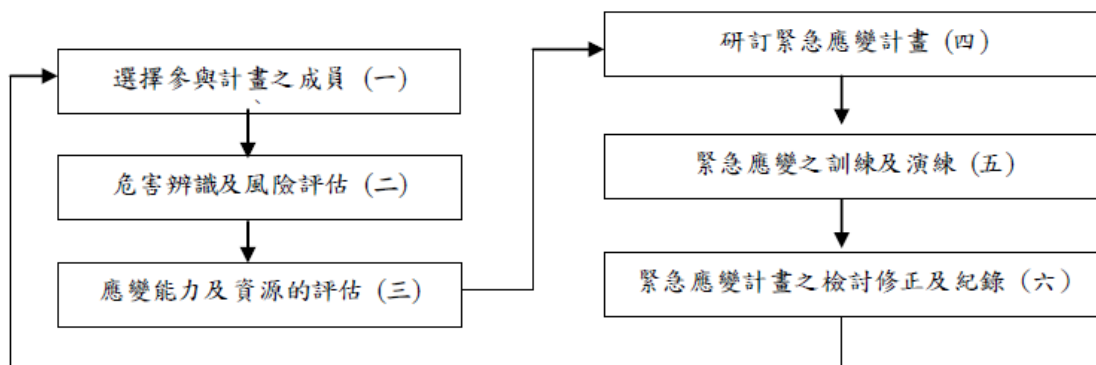 選擇參與計畫之成員 (一)
危害辨識及風險評估 (二)
應變能力及資源的評估 (三)
研訂緊急應變計畫 (四)
緊急應變之訓練及演練 (五)
緊急應變計畫之檢討修正及紀錄 (六)